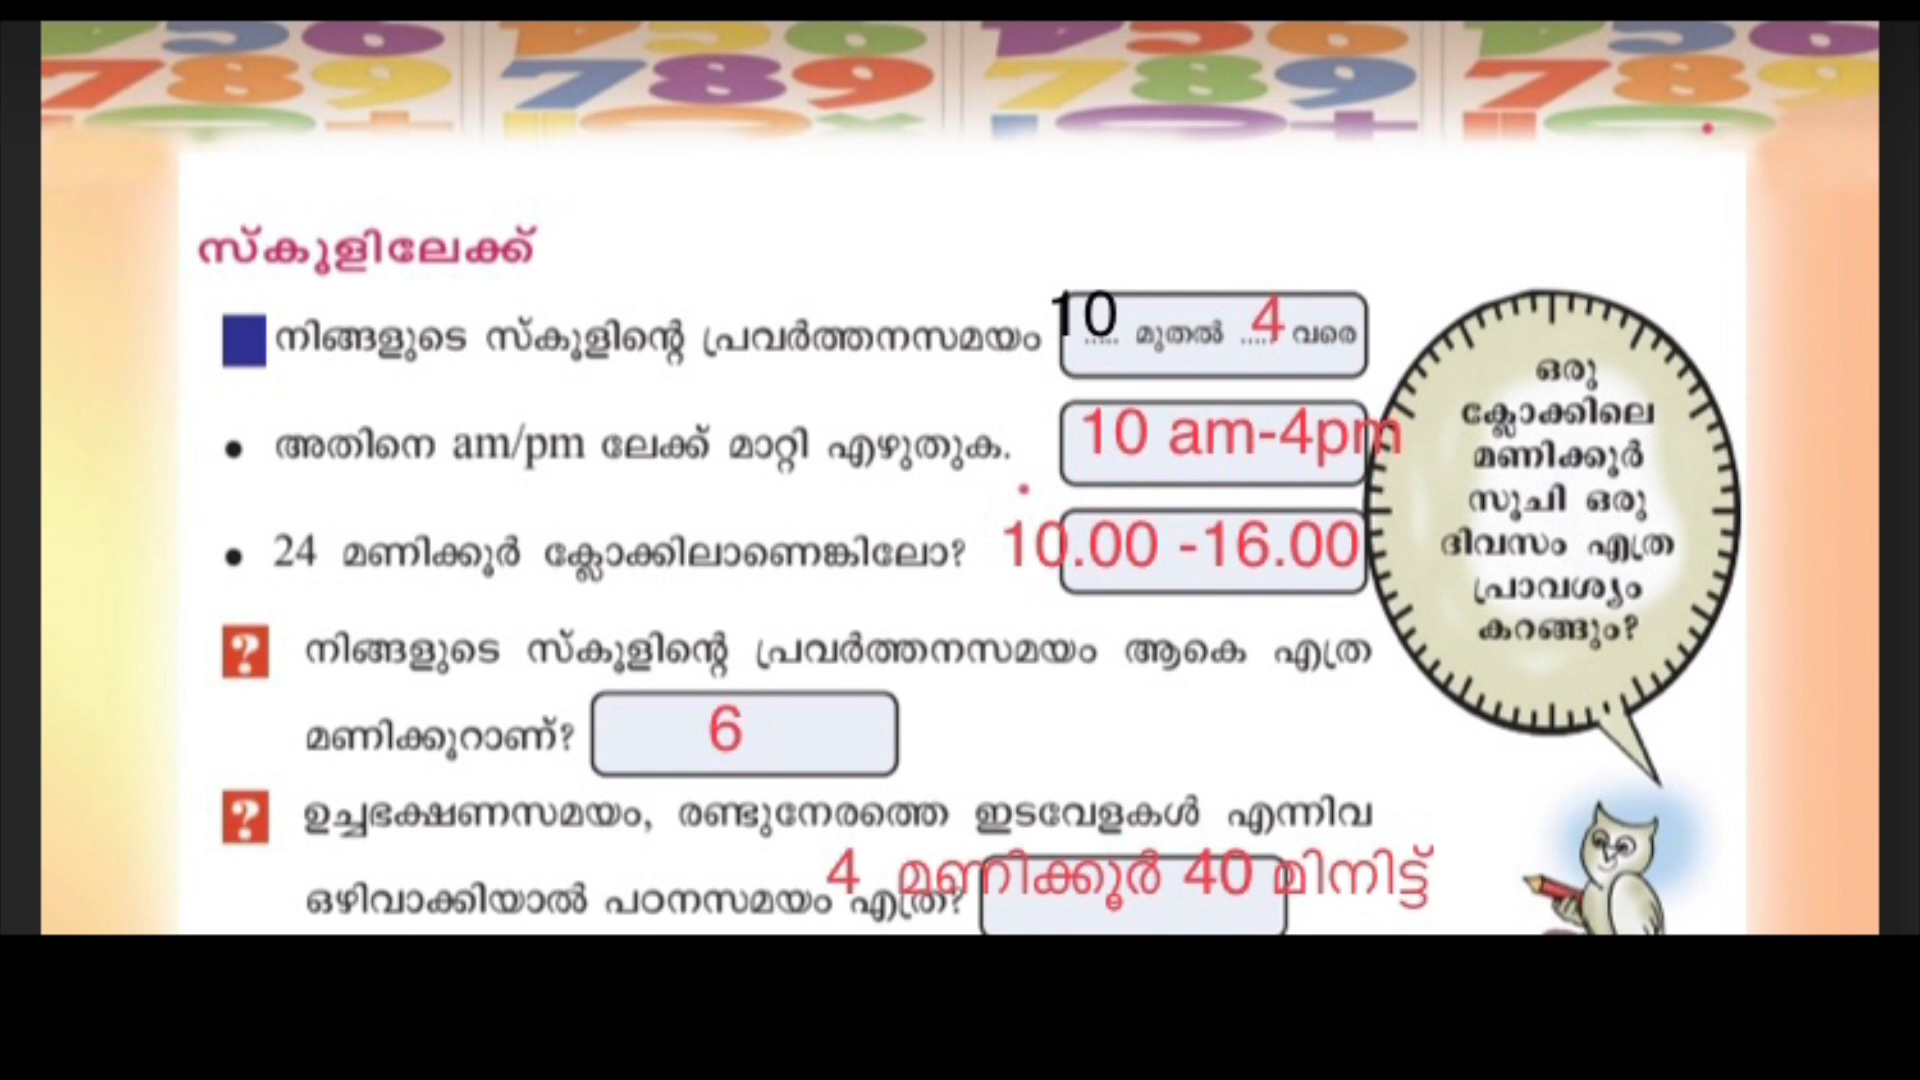 സ്കൂളിലേക്ക്
നിങ്ങളുടെ സ്കൂളിന്റെ പ്രവർത്തനസമയം 10 ..... മുതൽ ..... 4 വരെ
• അതിനെ am/pm ലേക്ക് മാറ്റി എഴുതുക. 10 am-4pm
• 24 മണിക്കൂർ ക്ലോക്കിലാണെങ്കിലോ? 10.00 -16.00
? നിങ്ങളുടെ സ്കൂളിന്റെ പ്രവർത്തനസമയം ആകെ എത്ര
മണിക്കൂറാണ്? 6
? ഉച്ചഭക്ഷണസമയം, രണ്ടുനേരത്തെ ഇടവേളകൾ എന്നിവ
ഒഴിവാക്കിയാൽ പഠനസമയം എത്ര? 4 മണിക്കൂർ 40 മിനിട്ട്
ഒരു
ക്ലോക്കിലെ
മണിക്കൂർ
സൂചി ഒരു
ദിവസം എത്ര
പ്രാവശ്യം
കറങ്ങും?